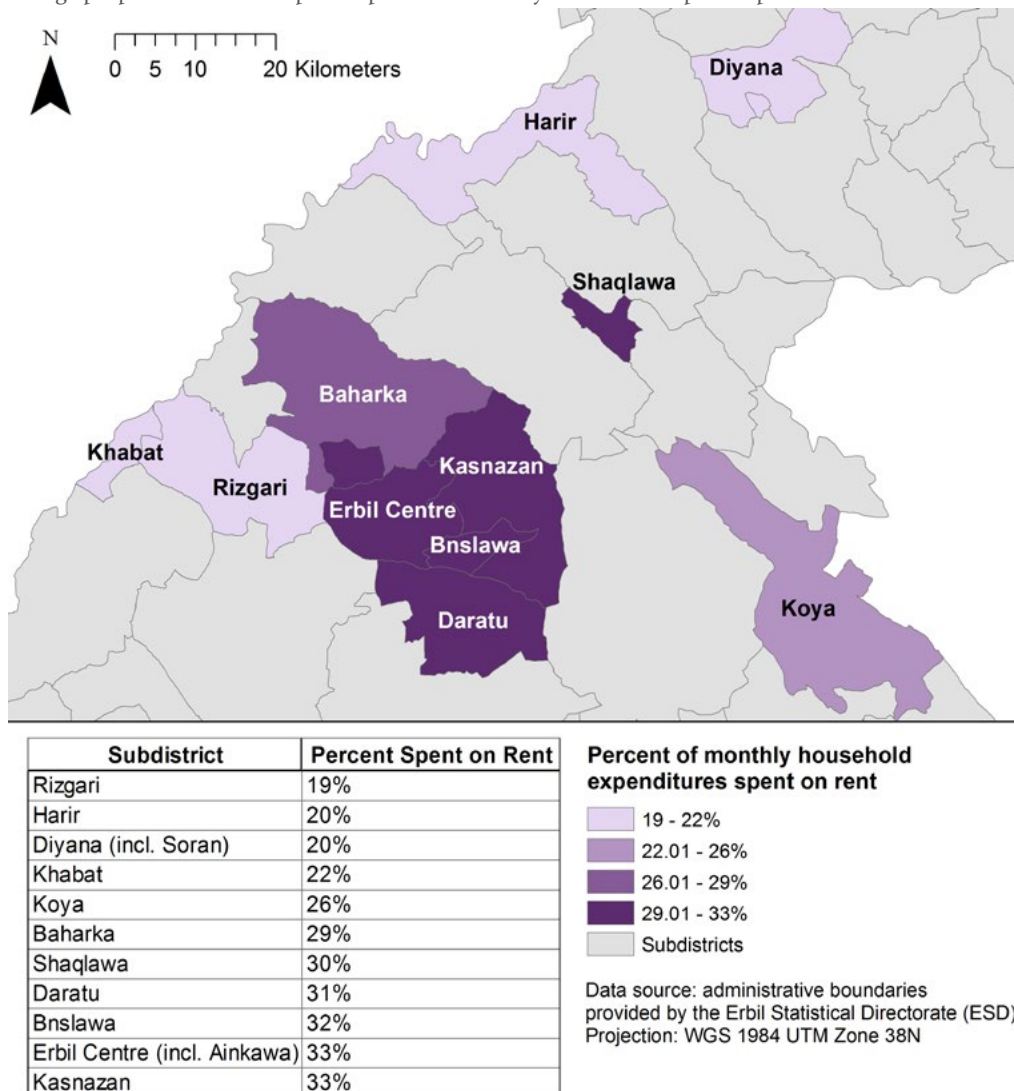 N
0 5 10 20 Kilometers
Diyana
Harir
Shaqlawa
Baharka
Khabat
Kasnazan
Rizgari
Erbil Centre
Bnslawa
Koya
Daratu
Subdistrict Percent Spent on Rent
Rizgari 19%
Harir 20%
Diyana (incl. Soran) 20%
Khabat 22%
Koya 26%
Baharka 29%
Shaqlawa 30%
Daratu 31%
Bnslawa 32%
Erbil Centre (incl. Ainkawa) 33%
Kasnazan 33%
Percent of monthly household
expenditures spent on rent
19 - 22%
22.01 - 26%
26.01 - 29%
29.01 - 33%
Subdistricts
Data source: administrative boundaries
provided by the Erbil Statistical Directorate (ESD)
Projection: WGS 1984 UTM Zone 38N